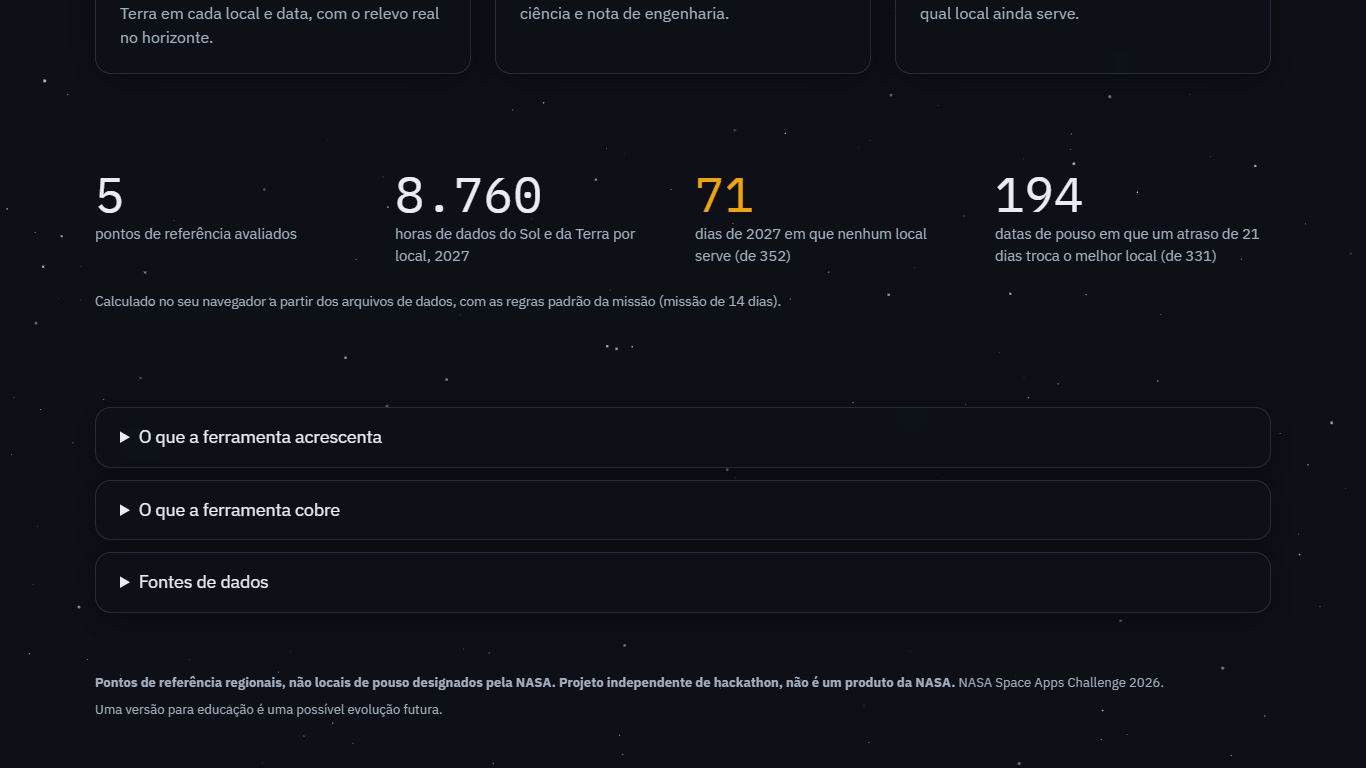 Terra em cada local e data, com o relevo real
no horizonte.
ciência e nota de engenharia.
qual local ainda serve.
5
pontos de referência avaliados
8.760
horas de dados do Sol e da Terra por
local, 2027
71
dias de 2027 em que nenhum local
serve (de 352)
194
datas de pouso em que um atraso de 21
dias troca o melhor local (de 331)
Calculado no seu navegador a partir dos arquivos de dados, com as regras padrão da missão (missão de 14 dias).
O que a ferramenta acrescenta
O que a ferramenta cobre
Fontes de dados
Pontos de referência regionais, não locais de pouso designados pela NASA. Projeto independente de hackathon, não é um produto da NASA. NASA Space Apps Challenge 2026.
Uma versão para educação é uma possível evolução futura.